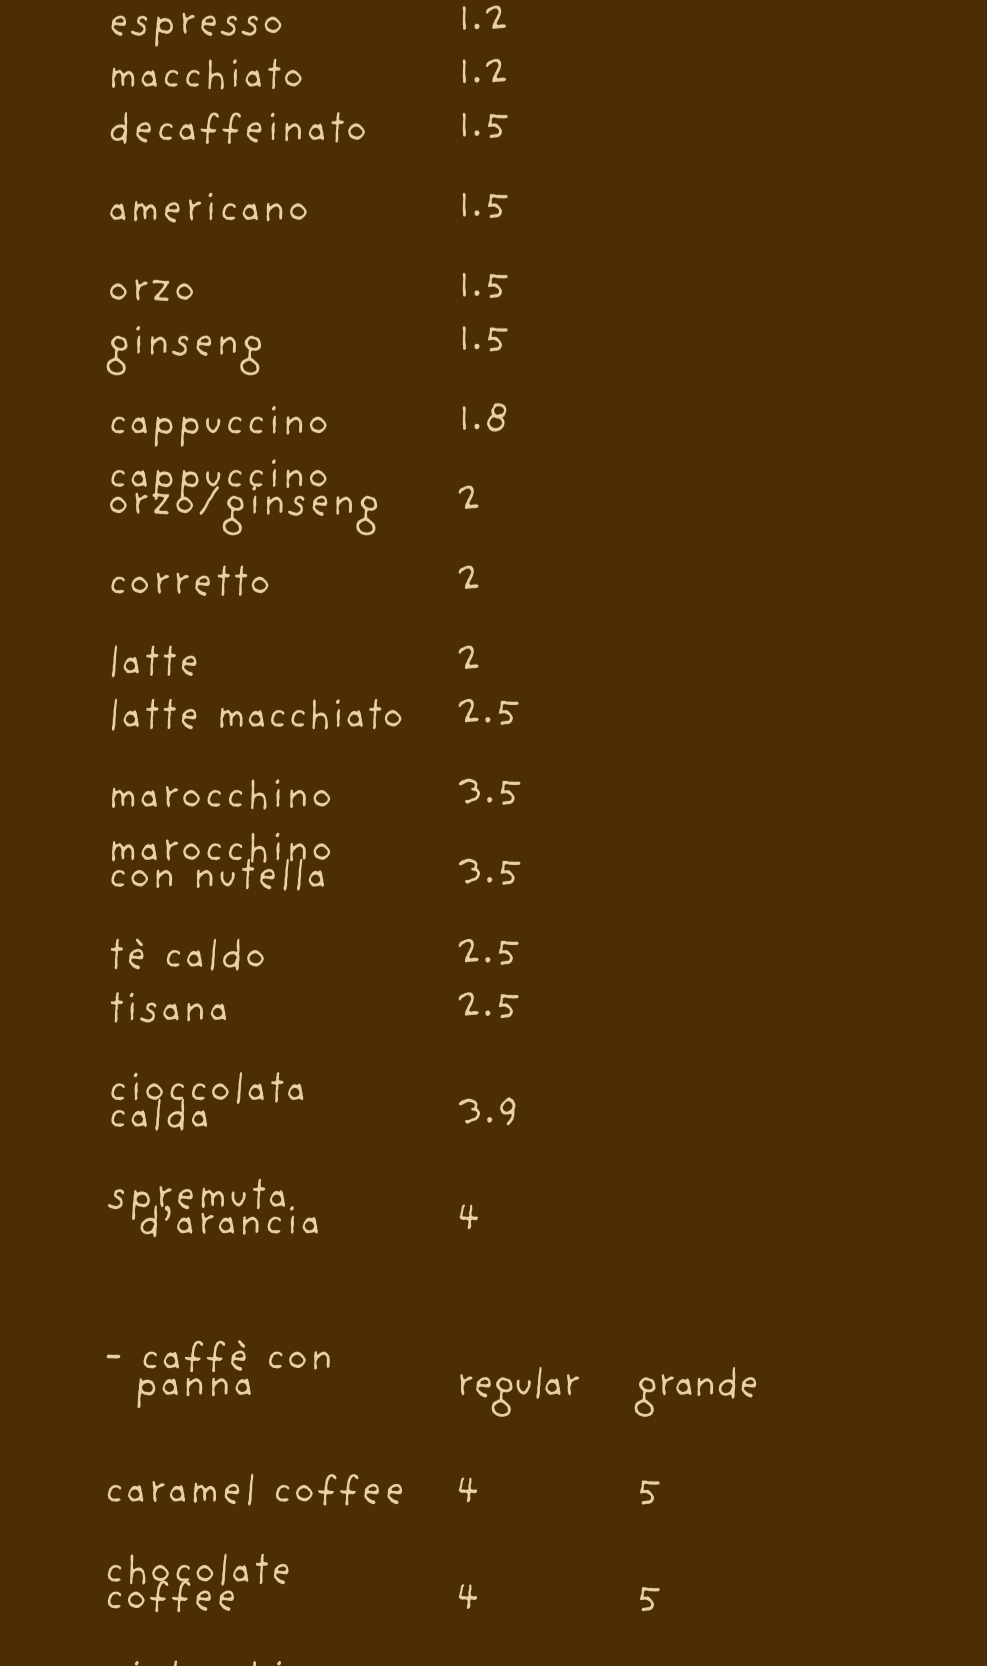 espresso 1.2
macchiato 1.2
decaffeinato 1.5
americano 1.5
orzo 1.5
ginseng 1.5
cappuccino 1.8
cappuccino
orzo/ginseng 2
corretto 2
latte 2
latte macchiato 2.5
marocchino 3.5
marocchino
con nutella 3.5
tè caldo 2.5
tisana 2.5
cioccolata
calda 3.9
spremuta
d'arancia 4
- caffè con
panna regular grande
caramel coffee 4 5
chocolate
coffee 4 5